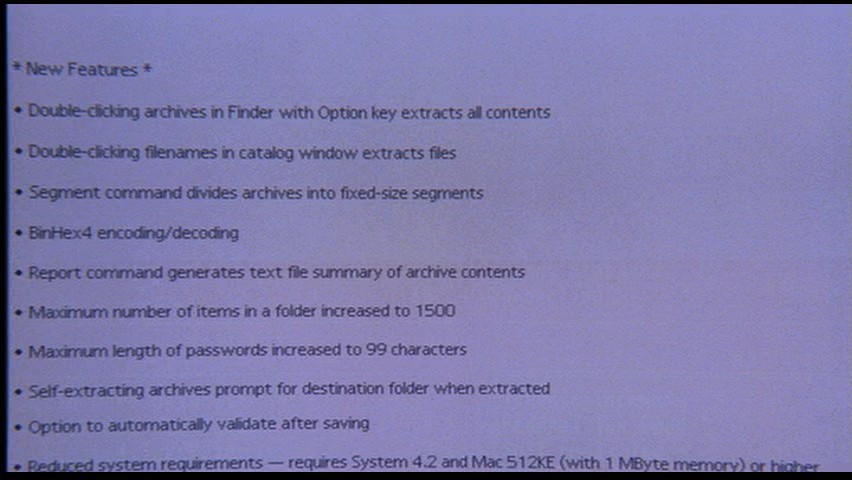 * New Features *
• Double-clicking archives in Finder with Option key extracts all contents
• Double-clicking filenames in catalog window extracts files
• Segment command divides archives into fixed-size segments
• BinHex4 encoding/decoding
• Report command generates text file summary of archive contents
• Maximum number of items in a folder increased to 1500
• Maximum length of passwords increased to 99 characters
• Self-extracting archives prompt for destination folder when extracted
• Option to automatically validate after saving
• Reduced system requirements — requires System 4.2 and Mac 512KE (with 1 MByte memory) or higher